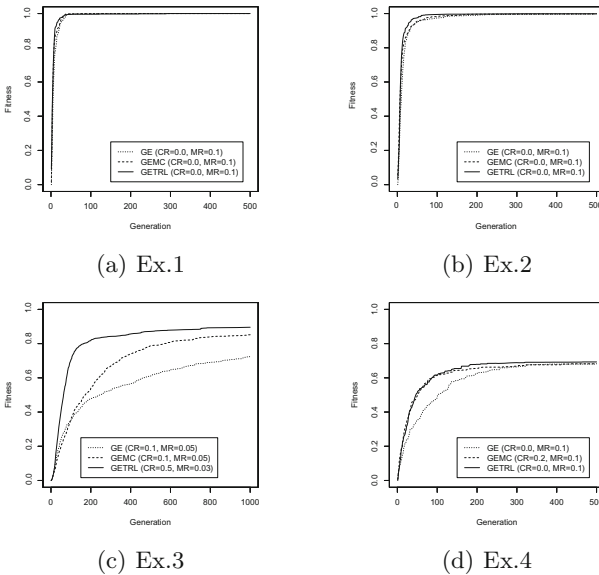 Fitness
1.0
0.8
0.6
0.4
0.2
0.0
GE (CR=0.0, MR=0.1)
GEMC (CR=0.0, MR=0.1)
GETRL (CR=0.0, MR=0.1)
0 100 200 300 400 500
Generation
(a) Ex.1
Fitness
1.0
0.8
0.6
0.4
0.2
0.0
GE (CR=0.0, MR=0.1)
GEMC (CR=0.0, MR=0.1)
GETRL (CR=0.0, MR=0.1)
0 100 200 300 400 500
Generation
(b) Ex.2
Fitness
1.0
0.8
0.6
0.4
0.2
0.0
GE (CR=0.1, MR=0.05)
GEMC (CR=0.1, MR=0.05)
GETRL (CR=0.5, MR=0.03)
0 200 400 600 800 1000
Generation
(c) Ex.3
Fitness
1.0
0.8
0.6
0.4
0.2
0.0
GE (CR=0.0, MR=0.1)
GEMC (CR=0.2, MR=0.1)
GETRL (CR=0.0, MR=0.1)
0 100 200 300 400 500
Generation
(d) Ex.4